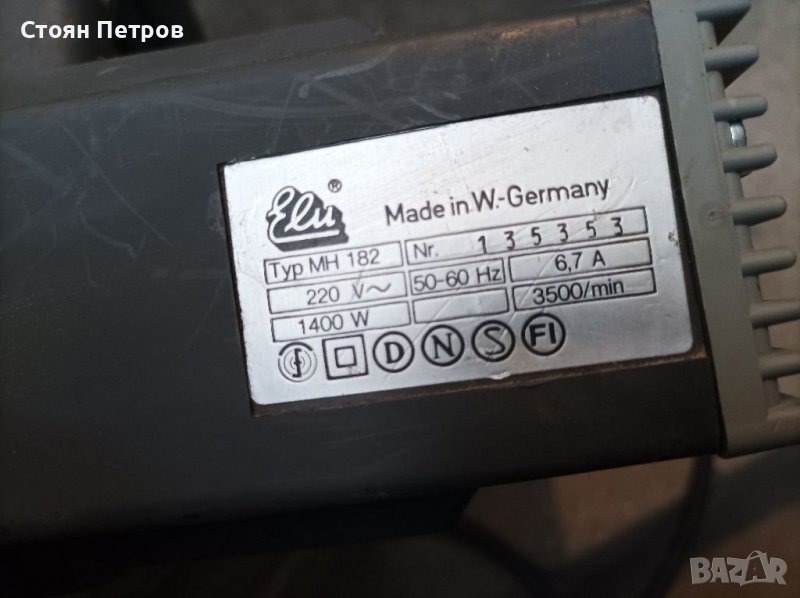 Стоян Петров
Elu ® Made in W.-Germany
Typ MH 182 Nr. 135353
220 V~ 50-60 Hz 6,7 A
1400 W 3500/min
D N S FI
BAZAR